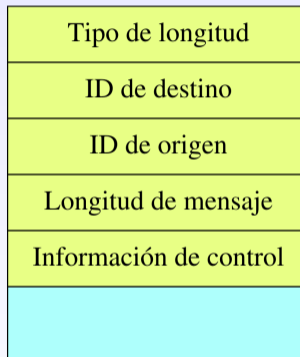 Tipo de longitud
ID de destino
ID de origen
Longitud de mensaje
Información de control